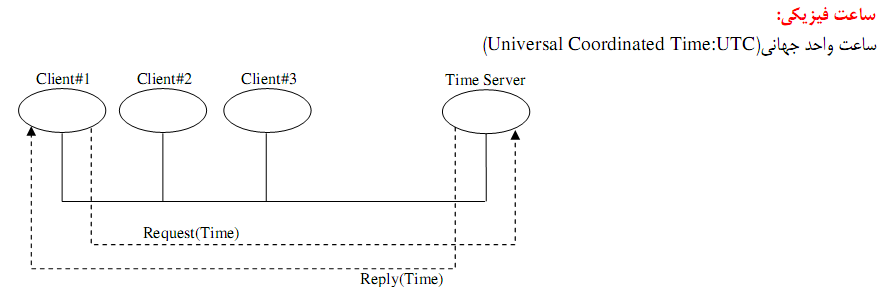 ساعت فیزیکی:
ساعت واحد جهانی(Universal Coordinated Time:UTC)
Client#1 Client#2 Client#3 Time Server
Request(Time)
Reply(Time)